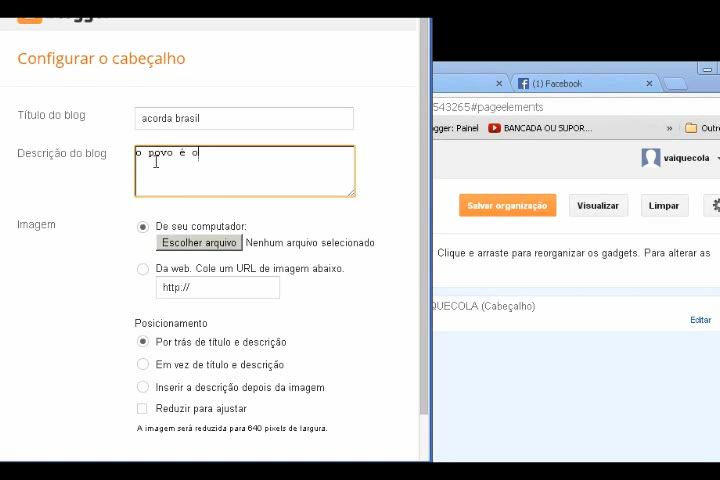 Configurar o cabeçalho
Título do blog
acorda brasil
Descrição do blog
o povo é o
Imagem
De seu computador:
Escolher arquivo Nenhum arquivo selecionado
Da web. Cole um URL de imagem abaixo.
http://
Posicionamento
Por trás de título e descrição
Em vez de título e descrição
Inserir a descrição depois da imagem
Reduzir para ajustar
A imagem será reduzida para 640 pixels de largura.
(1) Facebook
543265#pageelements
gger: Painel BANCADA OU SUPOR... » Outro
vaiquecola
Salvar organização Visualizar Limpar
Clique e arraste para reorganizar os gadgets. Para alterar as
QUECOLA (Cabeçalho)
Editar